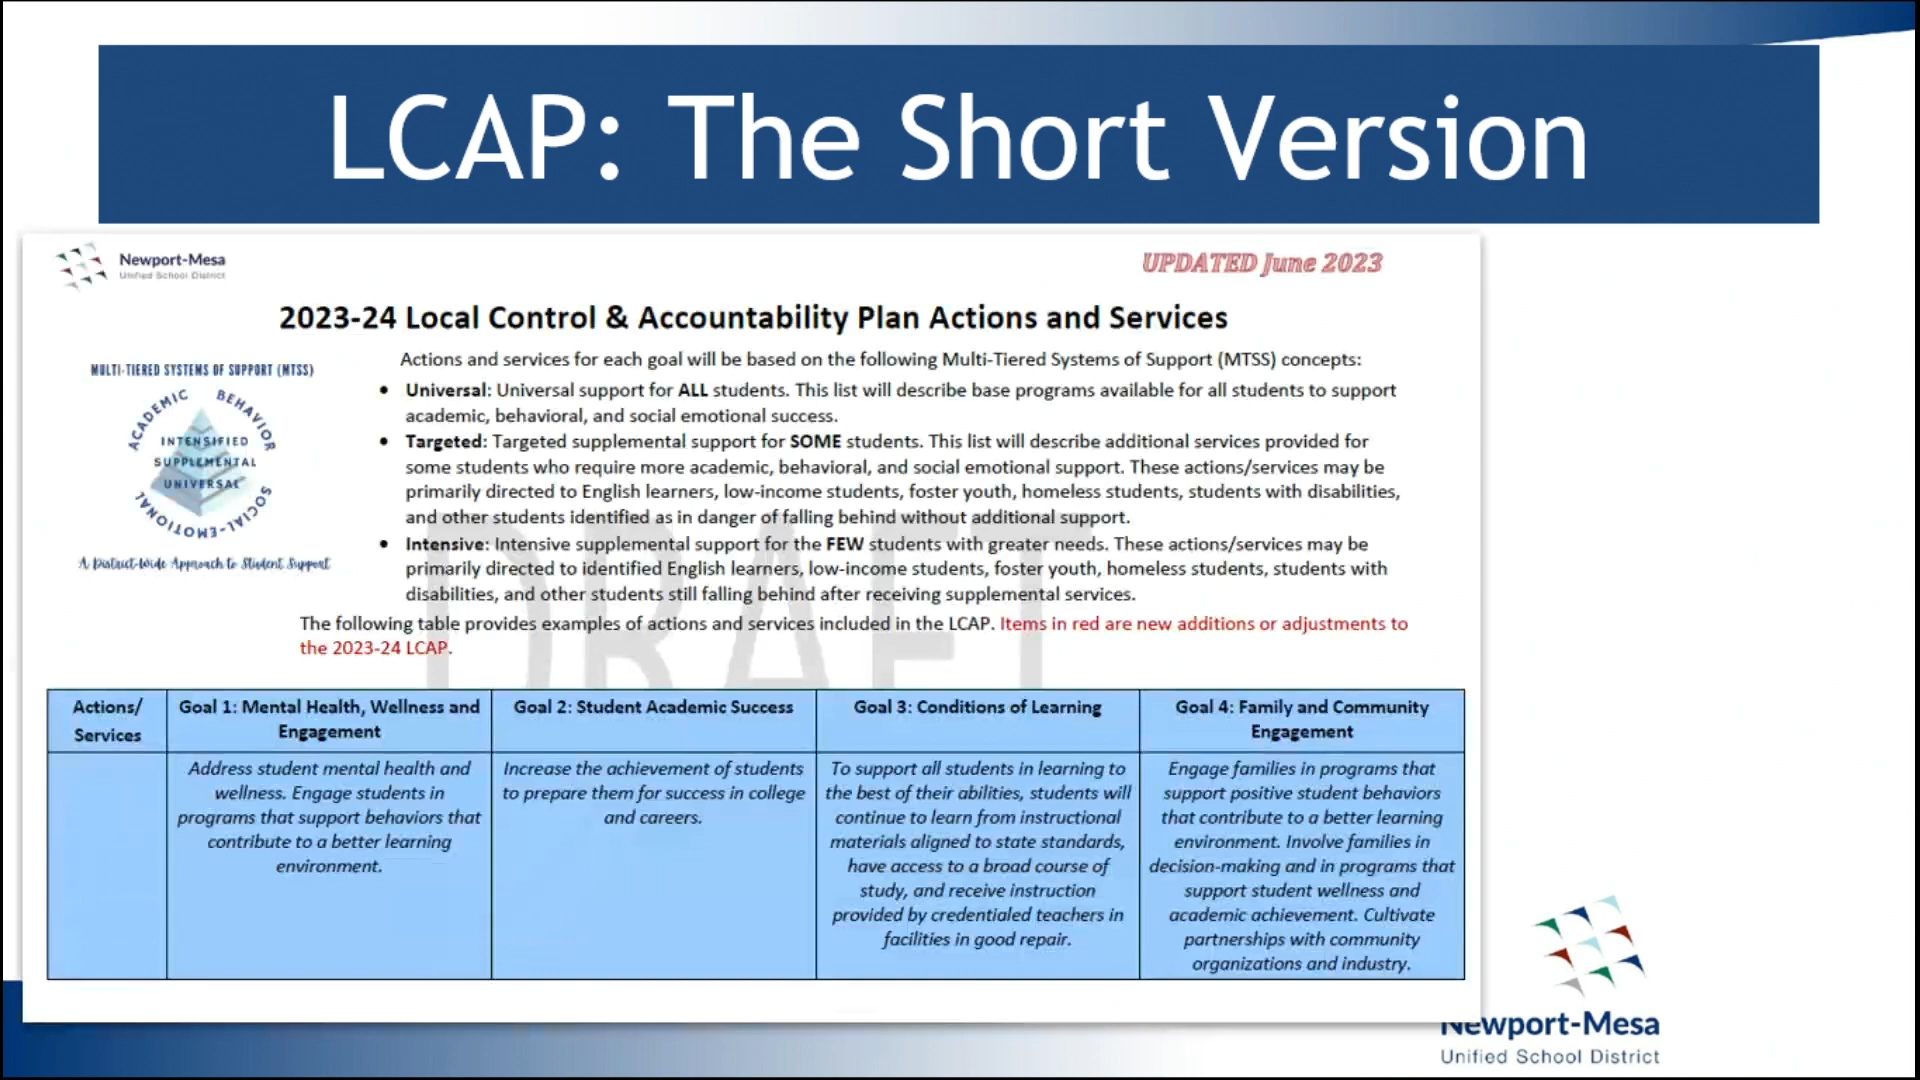 LCAP: The Short Version
Newport-Mesa
Unified School District
UPDATED June 2023
2023-24 Local Control & Accountability Plan Actions and Services
MULTI-TIERED SYSTEMS OF SUPPORT (MTSS)
ACADEMIC
BEHAVIOR
SOCIAL-EMOTIONAL
INTENSIFIED
SUPPLEMENTAL
UNIVERSAL
A District-Wide Approach to Student Support
Actions and services for each goal will be based on the following Multi-Tiered Systems of Support (MTSS) concepts:
• Universal: Universal support for ALL students. This list will describe base programs available for all students to support
academic, behavioral, and social emotional success.
• Targeted: Targeted supplemental support for SOME students. This list will describe additional services provided for
some students who require more academic, behavioral, and social emotional support. These actions/services may be
primarily directed to English learners, low-income students, foster youth, homeless students, students with disabilities,
and other students identified as in danger of falling behind without additional support.
• Intensive: Intensive supplemental support for the FEW students with greater needs. These actions/services may be
primarily directed to identified English learners, low-income students, foster youth, homeless students, students with
disabilities, and other students still falling behind after receiving supplemental services.
The following table provides examples of actions and services included in the LCAP. Items in red are new additions or adjustments to
the 2023-24 LCAP.
DRAFT
Actions/
Services
Goal 1: Mental Health, Wellness and
Engagement
Goal 2: Student Academic Success
Goal 3: Conditions of Learning
Goal 4: Family and Community
Engagement
Address student mental health and
wellness. Engage students in
programs that support behaviors that
contribute to a better learning
environment.
Increase the achievement of students
to prepare them for success in college
and careers.
To support all students in learning to
the best of their abilities, students will
continue to learn from instructional
materials aligned to state standards,
have access to a broad course of
study, and receive instruction
provided by credentialed teachers in
facilities in good repair.
Engage families in programs that
support positive student behaviors
that contribute to a better learning
environment. Involve families in
decision-making and in programs that
support student wellness and
academic achievement. Cultivate
partnerships with community
organizations and industry.
Newport-Mesa
Unified School District